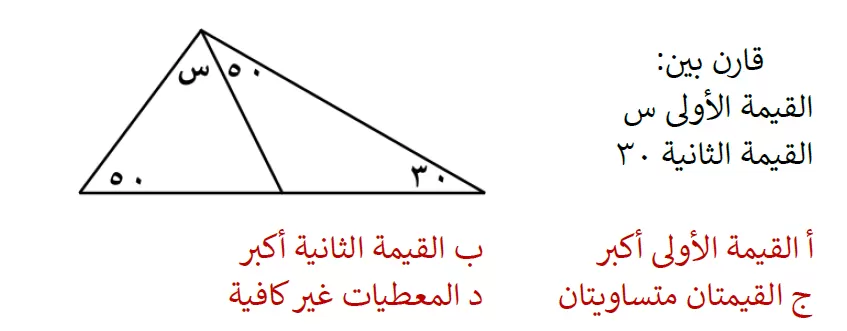 قارن بين:
القيمة الأولى س
القيمة الثانية ٣٠
س ٥٠
٥٠ ٣٠
أ القيمة الأولى أكبر ب القيمة الثانية أكبر
ج القيمتان متساويتان د المعطيات غير كافية